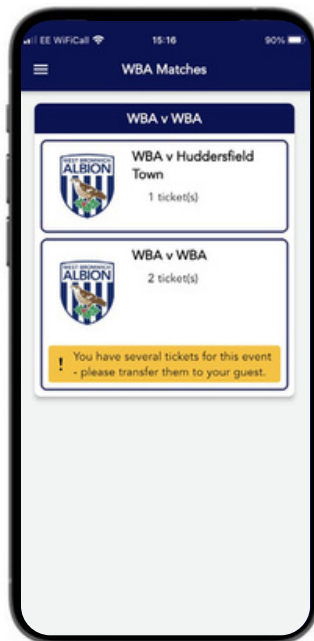 EE WiFiCall 15:16 90%
WBA Matches
WBA v WBA
WEST BROMWICH
ALBION
WBA v Huddersfield
Town
1 ticket(s)
WEST BROMWICH
ALBION
WBA v WBA
2 ticket(s)
! You have several tickets for this event
- please transfer them to your guest.